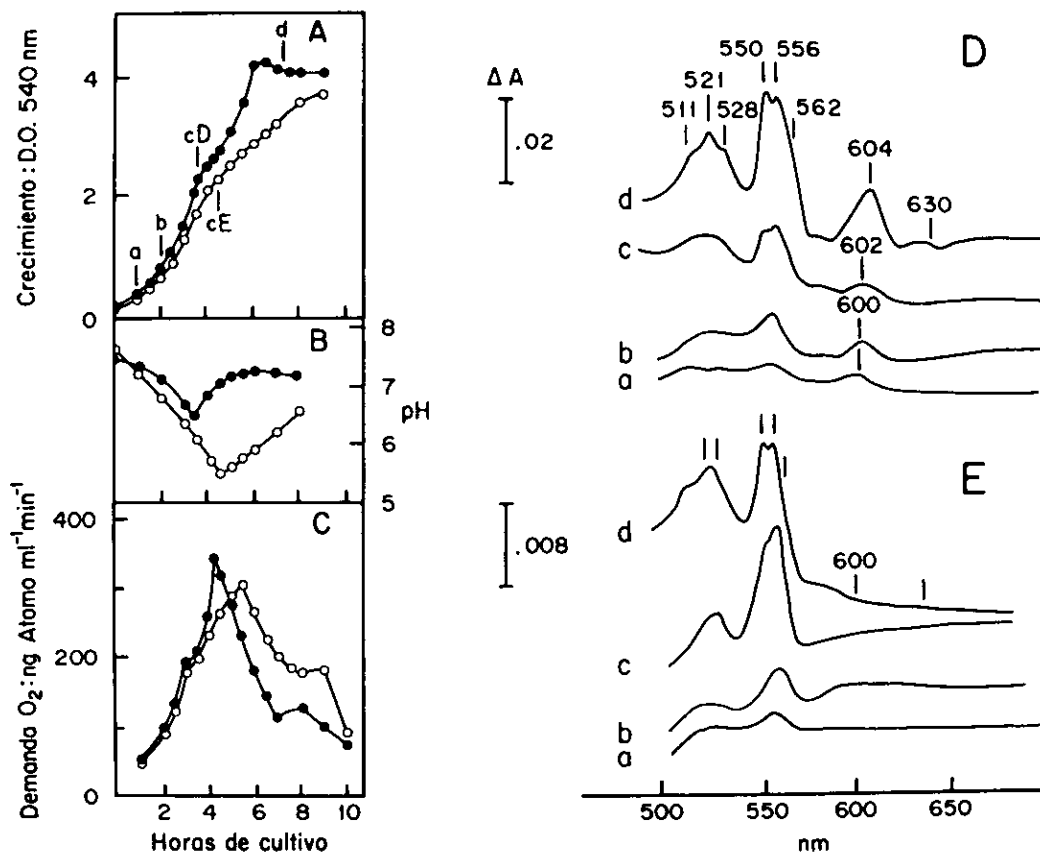 A
Crecimiento : D.O. 540 nm
4
2
0
a
b
cD
cE
d
B
8
7
6
5
pH
C
Demanda O₂: ng Atomo ml⁻¹min⁻¹
400
200
0
0 2 4 6 8 10
Horas de cultivo
D
Δ A
.02
550 556
521
511 528 562
604
630
602
600
d
c
b
a
E
.008
600
d
c
b
a
500 550 600 650
nm